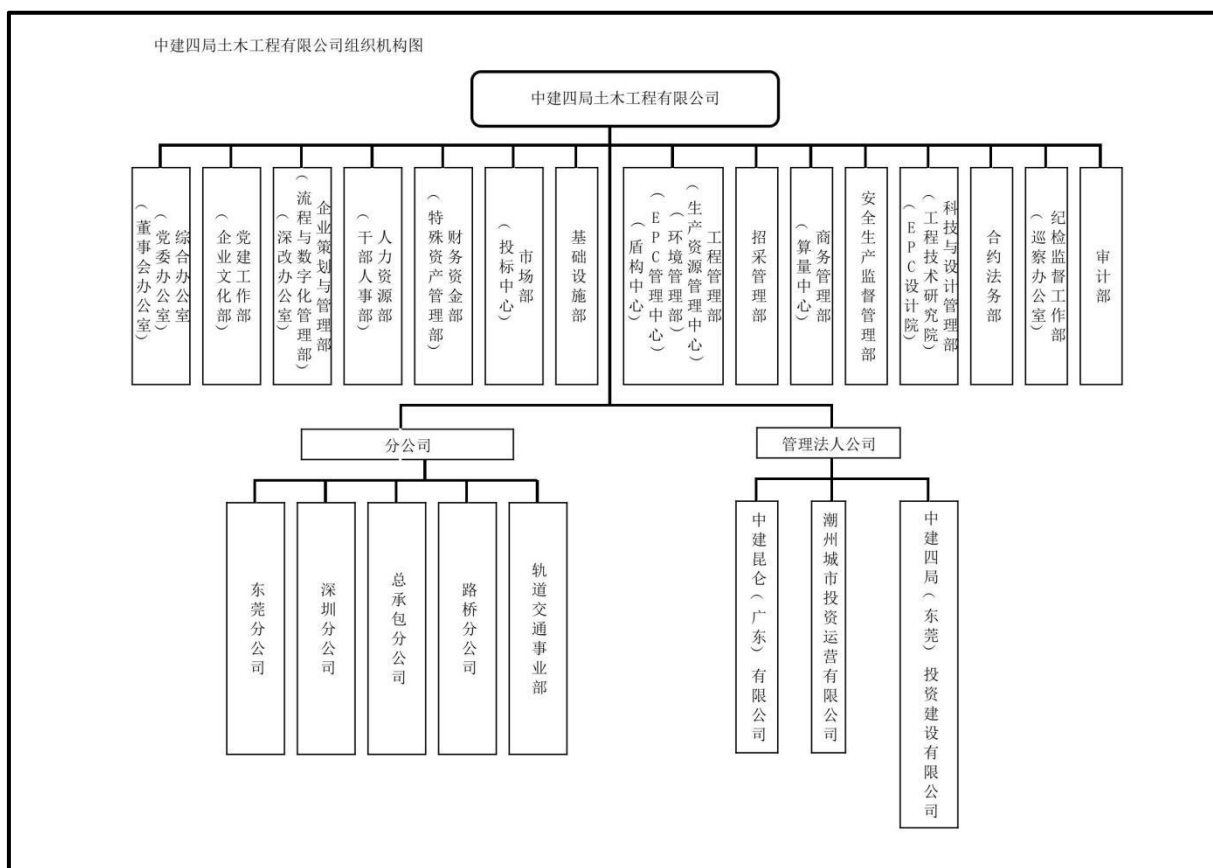 中建四局土木工程有限公司组织机构图
中建四局土木工程有限公司
综合办公室
(党委办公室)
(董事会办公室)
党建工作部
(企业文化部)
企业策划与管理部
(流程与数字化管理部)
(深改办公室)
人力资源部
(干部人事部)
财务资金部
(特殊资产管理部)
市场部
(投标中心)
基础设施部
工程管理部
(生产资源管理中心)
(环境管理部)
(EPC管理中心)
(盾构中心)
招采管理部
商务管理部
(算量中心)
安全生产监督管理部
科技与设计管理部
(工程技术研究院)
(EPC设计院)
合约法务部
纪检监督工作部
(巡察办公室)
审计部
分公司
管理法人公司
东莞分公司
深圳分公司
总承包分公司
路桥分公司
轨道交通事业部
中建昆仑(广东)有限公司
潮州城市投资运营有限公司
中建四局(东莞)投资建设有限公司